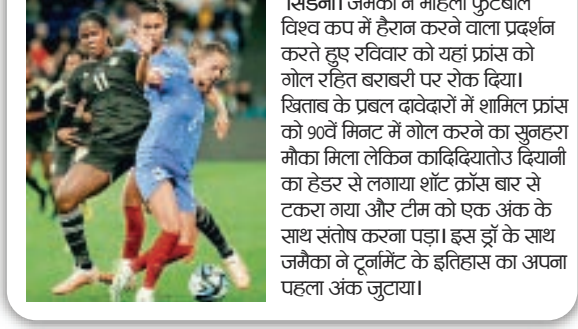 सिडनी। जमैका ने महिला फुटबॉल
विश्व कप में हैरान करने वाला प्रदर्शन
करते हुए रविवार को यहां फ्रांस को
गोल रहित बराबरी पर रोक दिया।
खिताब के प्रबल दावेदारों में शामिल फ्रांस
को 90वें मिनट में गोल करने का सुनहरा
मौका मिला लेकिन कादिदियातोउ दियानी
का हेडर से लगाया शॉट क्रॉस बार से
टकरा गया और टीम को एक अंक के
साथ संतोष करना पड़ा। इस ड्रॉ के साथ
जमैका ने टूर्नामेंट के इतिहास का अपना
पहला अंक जुटाया।
11